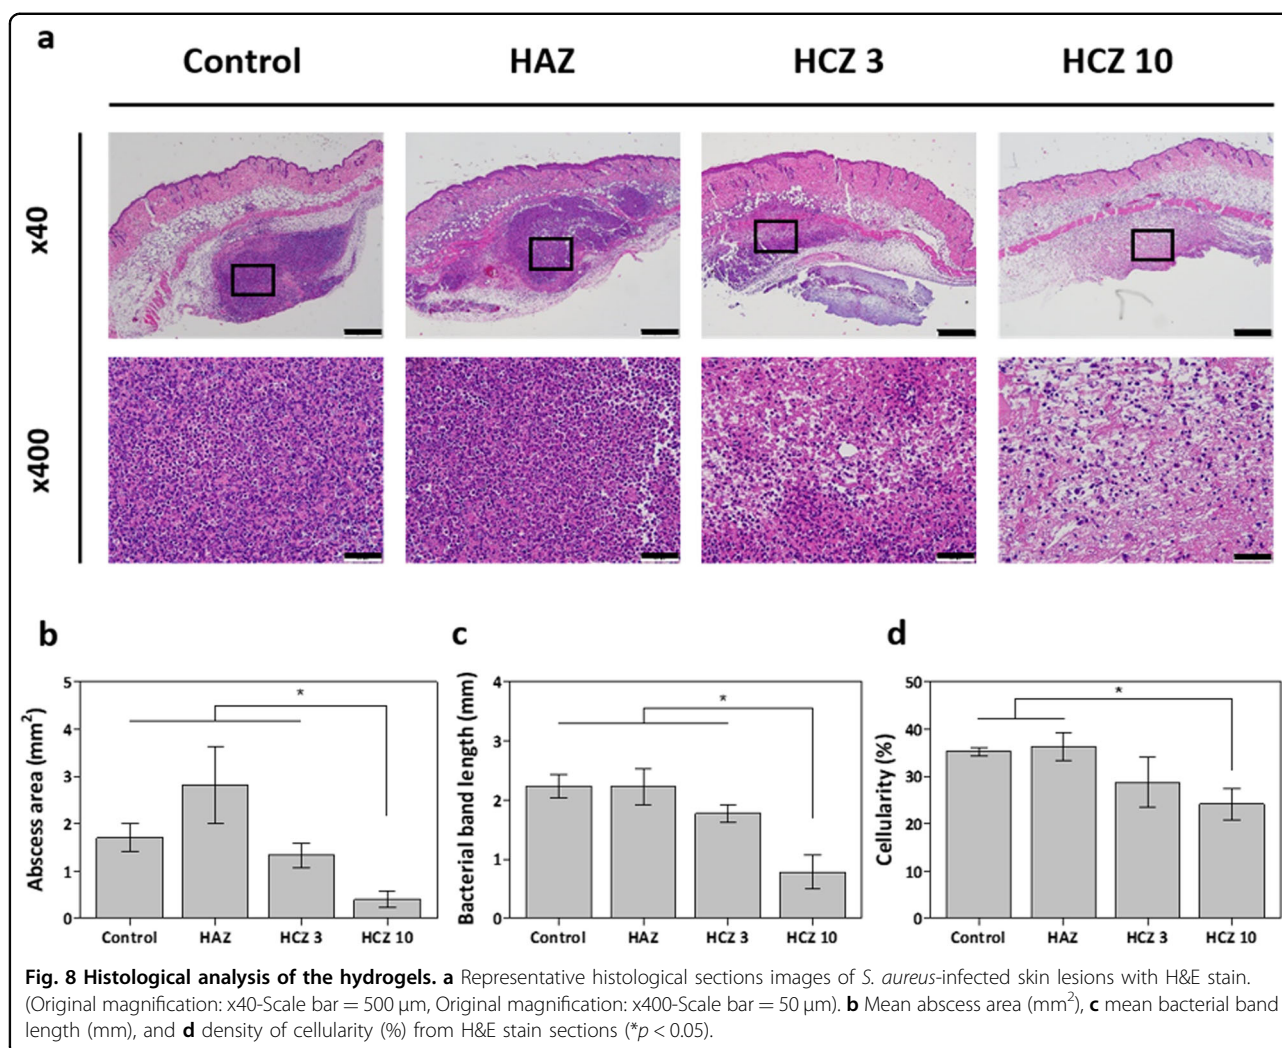 a
Control HAZ HCZ 3 HCZ 10
x40
x400
b
Abscess area (mm²)
5
4
3
2
1
0
Control HAZ HCZ 3 HCZ 10
*
c
Bacterial band length (mm)
4
3
2
1
0
Control HAZ HCZ 3 HCZ 10
*
d
Cellularity (%)
50
40
30
20
10
0
Control HAZ HCZ 3 HCZ 10
*
Fig. 8 Histological analysis of the hydrogels. a Representative histological sections images of S. aureus-infected skin lesions with H&E stain.
(Original magnification: x40-Scale bar = 500 μm, Original magnification: x400-Scale bar = 50 μm). b Mean abscess area (mm²), c mean bacterial band
length (mm), and d density of cellularity (%) from H&E stain sections (*p < 0.05).